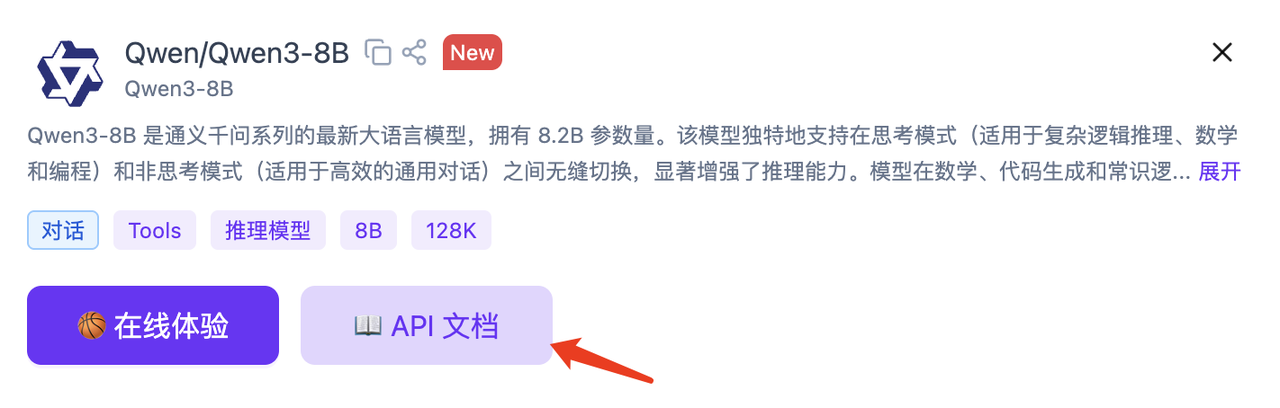 Qwen/Qwen3-8B New
Qwen3-8B
Qwen3-8B 是通义千问系列的最新大语言模型，拥有 8.2B 参数量。该模型独特地支持在思考模式（适用于复杂逻辑推理、数学
和编程）和非思考模式（适用于高效的通用对话）之间无缝切换，显著增强了推理能力。模型在数学、代码生成和常识逻... 展开
对话 Tools 推理模型 8B 128K
在线体验 API 文档